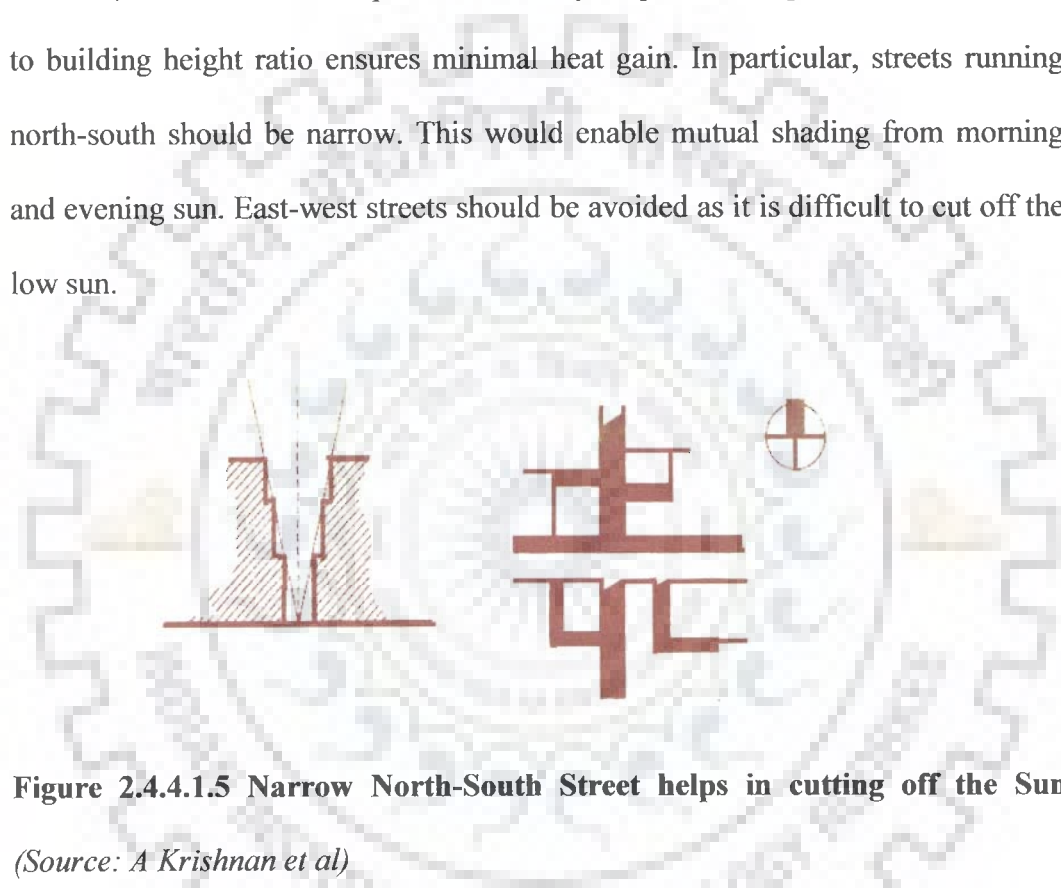 to building height ratio ensures minimal heat gain. In particular, streets running
north-south should be narrow. This would enable mutual shading from morning
and evening sun. East-west streets should be avoided as it is difficult to cut off the
low sun.
Figure 2.4.4.1.5 Narrow North-South Street helps in cutting off the Sun
(Source: A Krishnan et al)